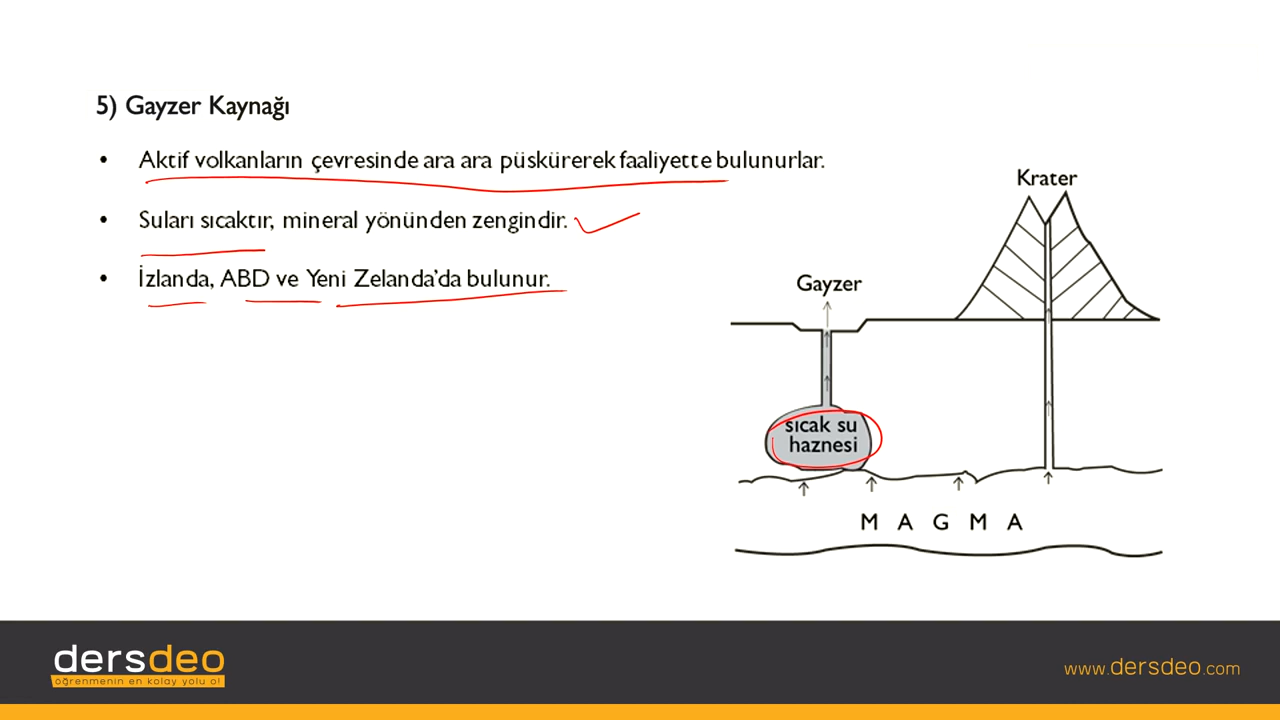 5) Gayzer Kaynağı
• Aktif volkanların çevresinde ara ara püskürerek faaliyette bulunurlar.
• Suları sıcaktır, mineral yönünden zengindir.
• İzlanda, ABD ve Yeni Zelanda'da bulunur.
Krater
Gayzer
sıcak su
haznesi
M A G M A
dersdeo
öğrenmenin en kolay yolu o!
www.dersdeo.com